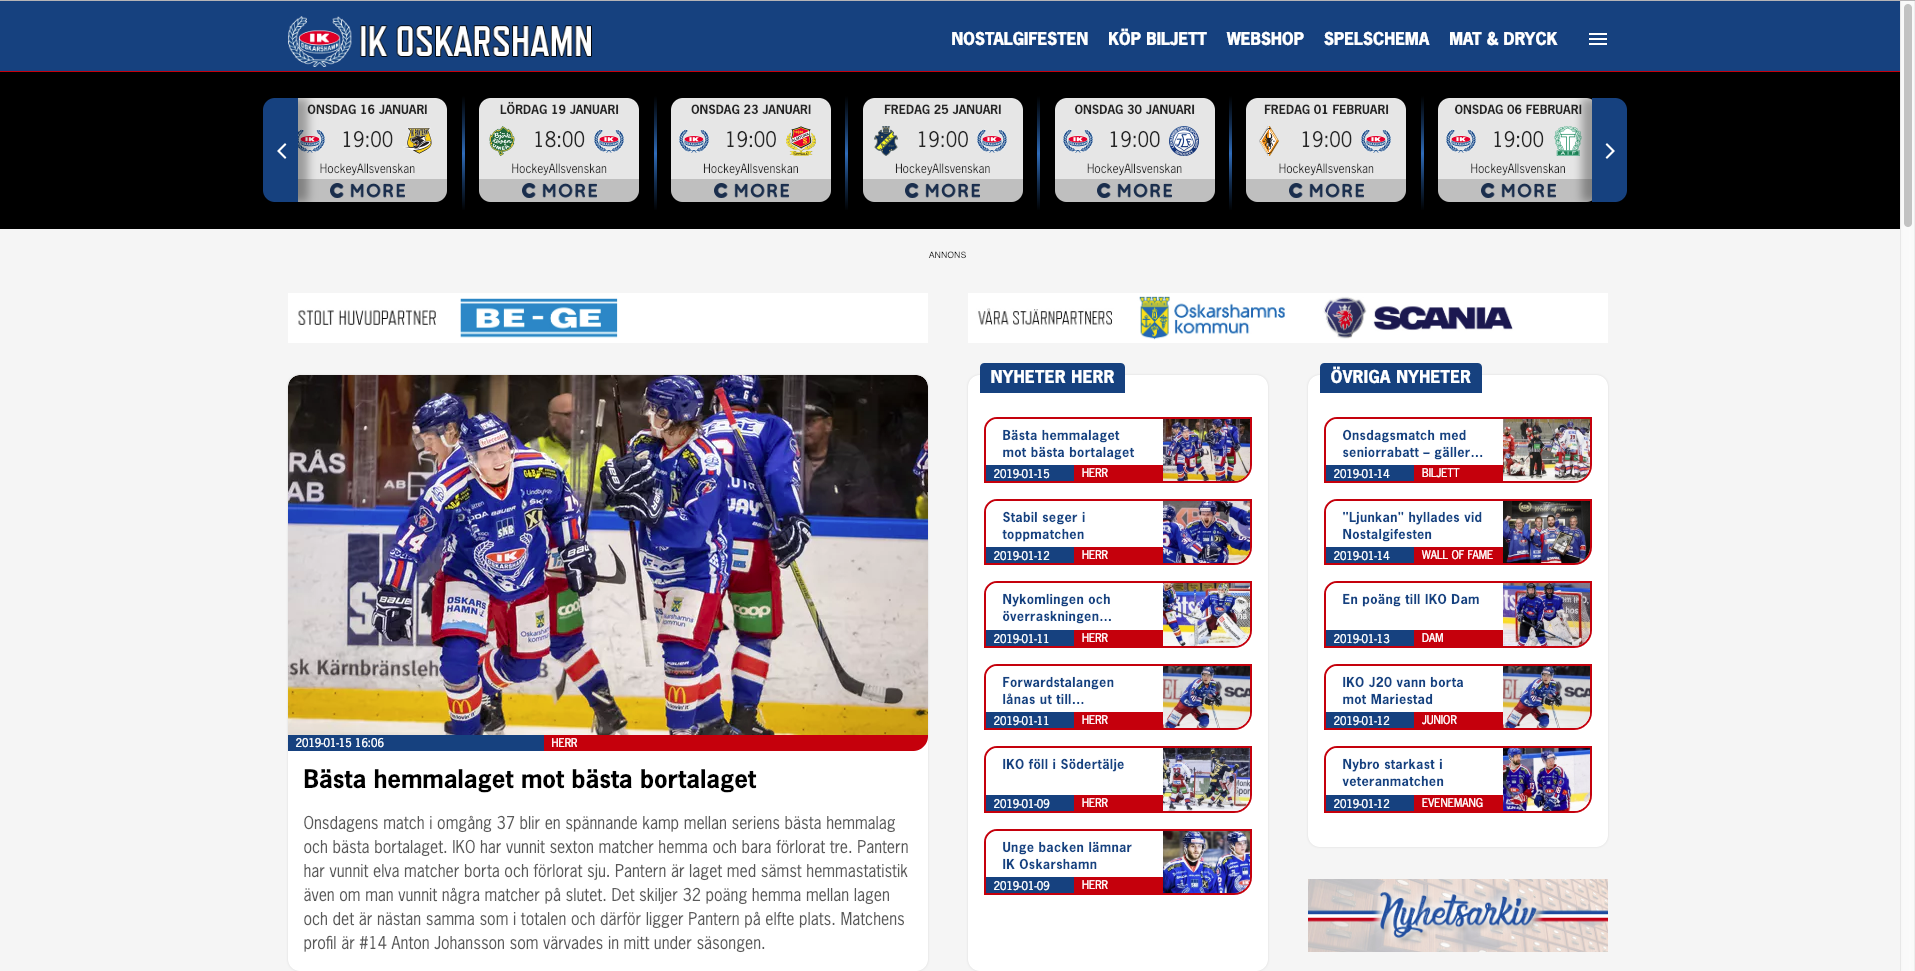 IK OSKARSHAMN
NOSTALGIFESTEN KÖP BILJETT WEBSHOP SPELSCHEMA MAT & DRYCK
ONSDAG 16 JANUARI
19:00
HockeyAllsvenskan
C MORE
LÖRDAG 19 JANUARI
18:00
HockeyAllsvenskan
C MORE
ONSDAG 23 JANUARI
19:00
HockeyAllsvenskan
C MORE
FREDAG 25 JANUARI
19:00
HockeyAllsvenskan
C MORE
ONSDAG 30 JANUARI
19:00
HockeyAllsvenskan
C MORE
FREDAG 01 FEBRUARI
19:00
HockeyAllsvenskan
C MORE
ONSDAG 06 FEBRUARI
19:00
HockeyAllsvenskan
C MORE
ANNONS
STOLT HUVUDPARTNER BE-GE
VÅRA STJÄRNPARTNERS Oskarshamns
kommun
SCANIA
2019-01-15 16:06 HERR
Bästa hemmalaget mot bästa bortalaget
Onsdagens match i omgång 37 blir en spännande kamp mellan seriens bästa hemmalag
och bästa bortalaget. IKO har vunnit sexton matcher hemma och bara förlorat tre. Pantern
har vunnit elva matcher borta och förlorat sju. Pantern är laget med sämst hemmastatistik
även om man vunnit några matcher på slutet. Det skiljer 32 poäng hemma mellan lagen
och det är nästan samma som i totalen och därför ligger Pantern på elfte plats. Matchens
profil är #14 Anton Johansson som värvades in mitt under säsongen.
NYHETER HERR
Bästa hemmalaget
mot bästa bortalaget
2019-01-15 HERR
Stabil seger i
toppmatchen
2019-01-12 HERR
Nykomlingen och
överraskningen...
2019-01-11 HERR
Forwardstalangen
lånas ut till...
2019-01-11 HERR
IKO föll i Södertälje
2019-01-09 HERR
Unge backen lämnar
IK Oskarshamn
2019-01-09 HERR
ÖVRIGA NYHETER
Onsdagsmatch med
seniorrabatt – gäller...
2019-01-14 BILJETT
"Ljunkan" hyllades vid
Nostalgifesten
2019-01-14 WALL OF FAME
En poäng till IKO Dam
2019-01-13 DAM
IKO J20 vann borta
mot Mariestad
2019-01-12 JUNIOR
Nybro starkast i
veteranmatchen
2019-01-12 EVENEMANG
Nyhetsarkiv